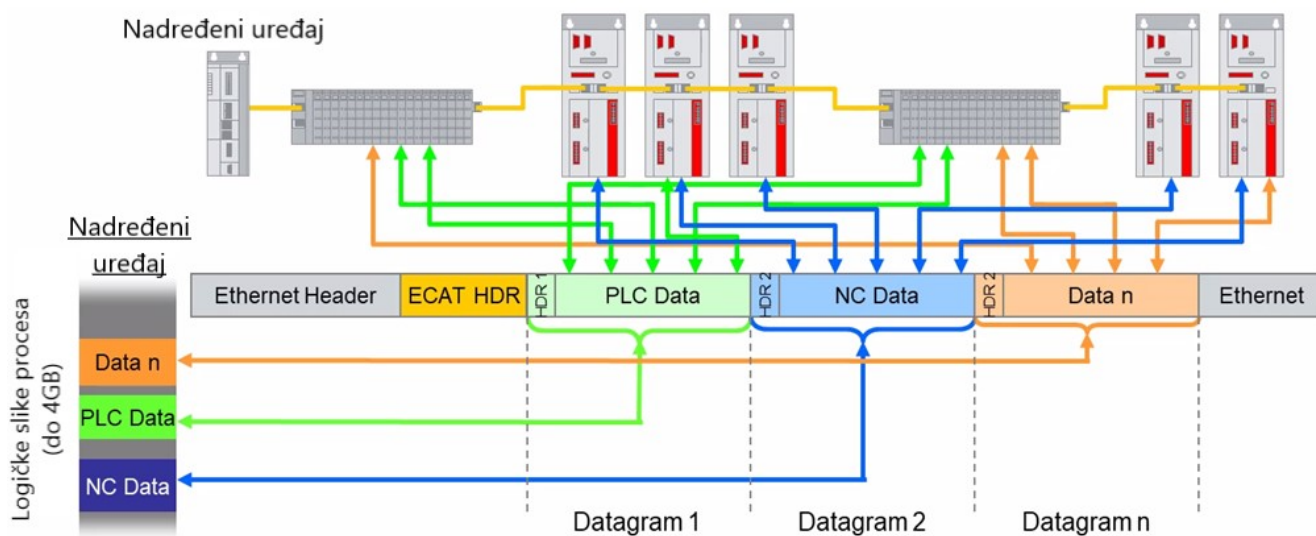 Nadređeni uređaj
Nadređeni
uređaj
Logičke slike procesa
(do 4GB)
Ethernet Header
ECAT HDR
HDR 1
PLC Data
HDR 2
NC Data
HDR 2
Data n
Ethernet
Data n
PLC Data
NC Data
Datagram 1
Datagram 2
Datagram n